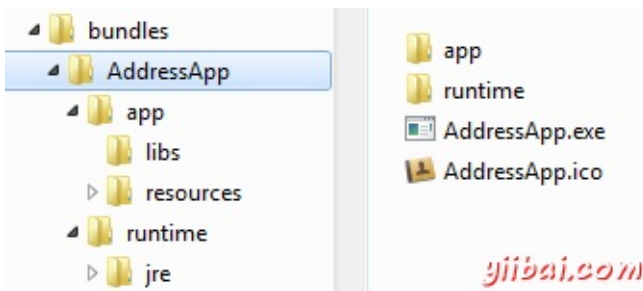 bundles
AddressApp
app
libs
resources
runtime
jre
app
runtime
AddressApp.exe
AddressApp.ico
yiibai.com